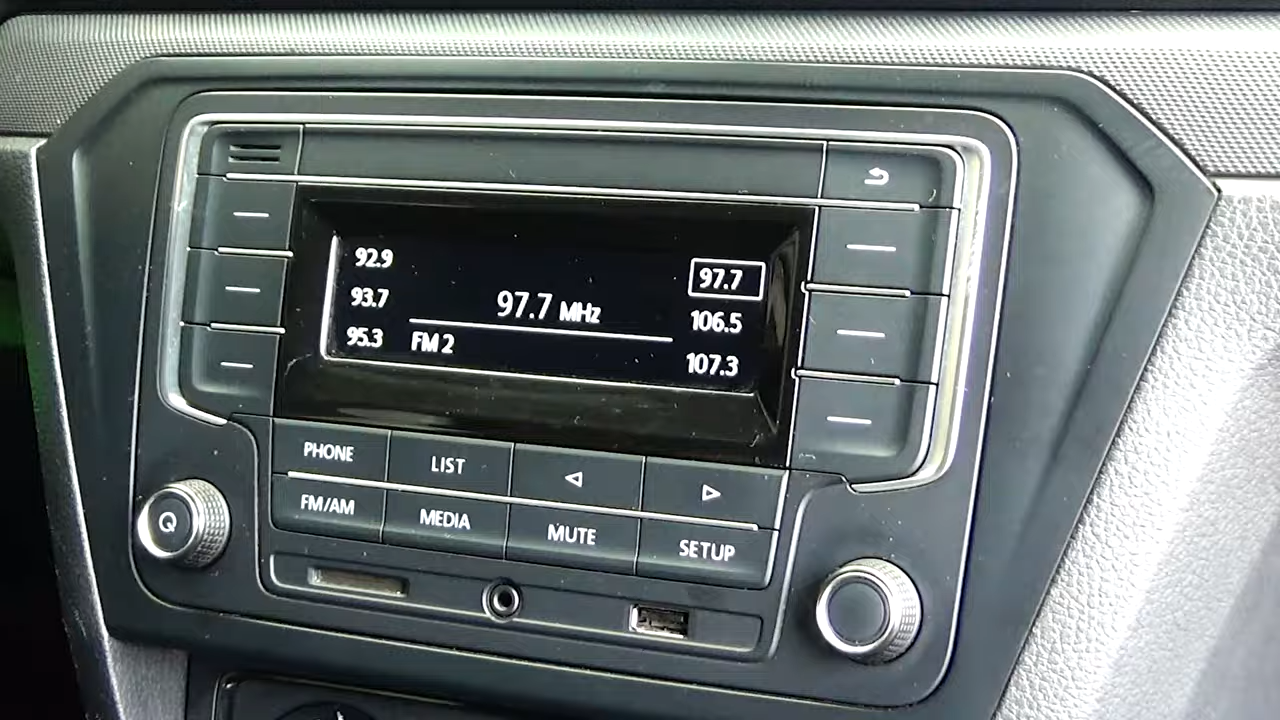 92.9
97.7
93.7
97.7 MHz
106.5
95.3
FM 2
107.3
PHONE
LIST
FM/AM
MEDIA
MUTE
SETUP